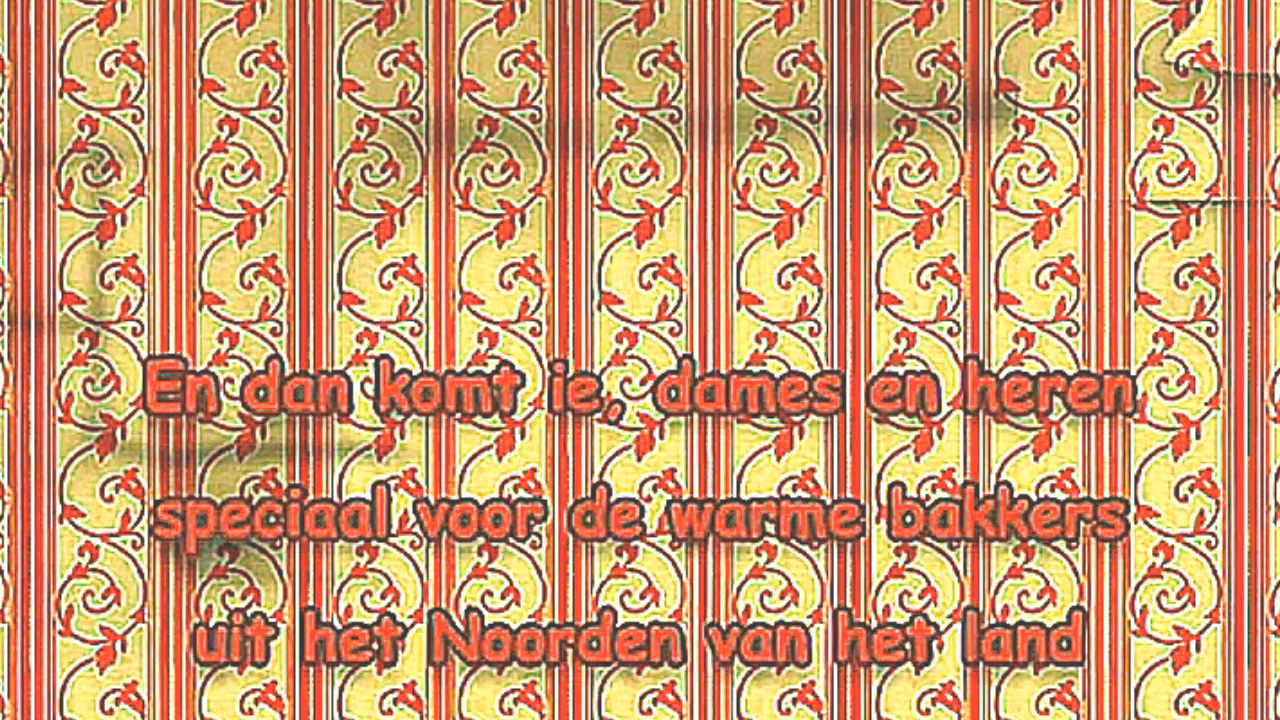 En dan komt ie, dames en heren
speciaal voor de warme bakkers
uit het Noorden van het land